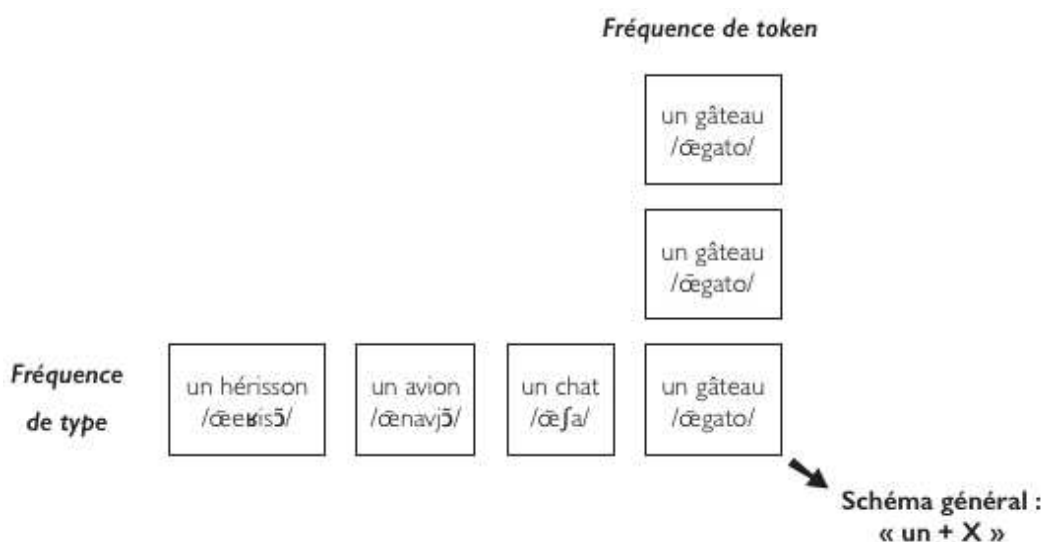 Fréquence de token
un gâteau
/œ̃gato/
un gâteau
/œ̃gato/
Fréquence
de type
un hérisson
/œ̃eʁisɔ̃/
un avion
/œ̃navjɔ̃/
un chat
/œ̃ʃa/
un gâteau
/œ̃gato/
Schéma général :
« un + X »